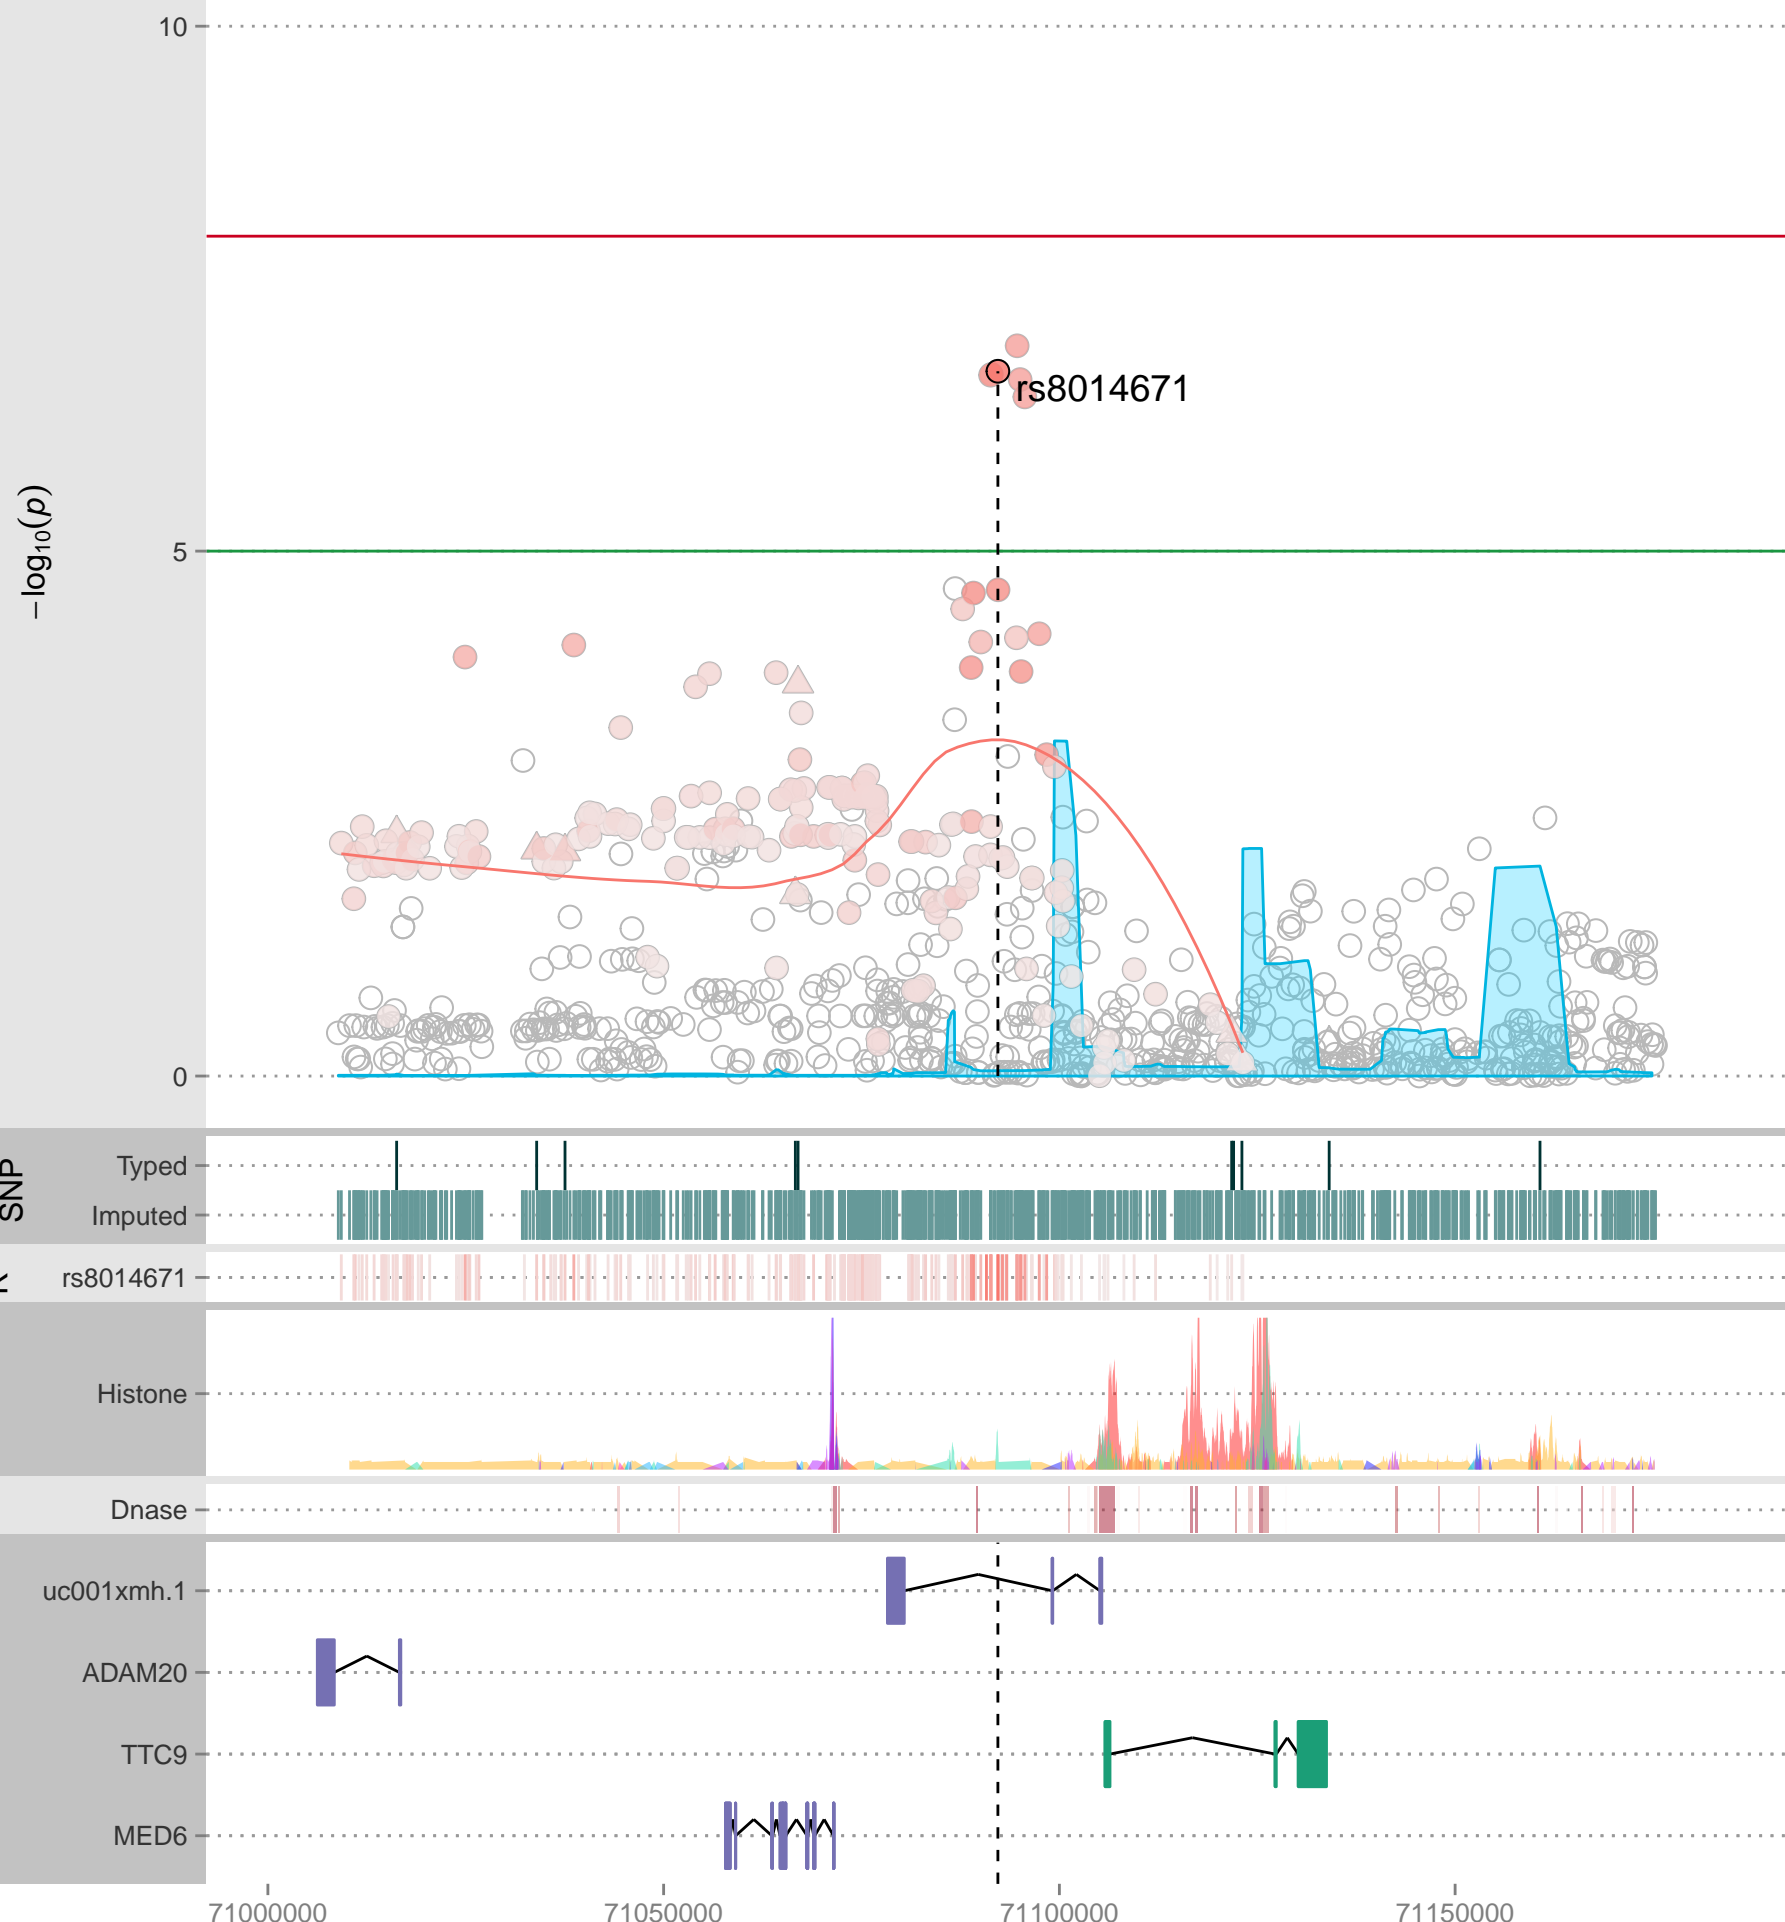 10
−log10(p)
5
rs8014671
0
SNP
Typed
Imputed
rs8014671
Histone
Dnase
uc001xmh.1
ADAM20
TTC9
MED6
71000000 71050000 71100000 71150000